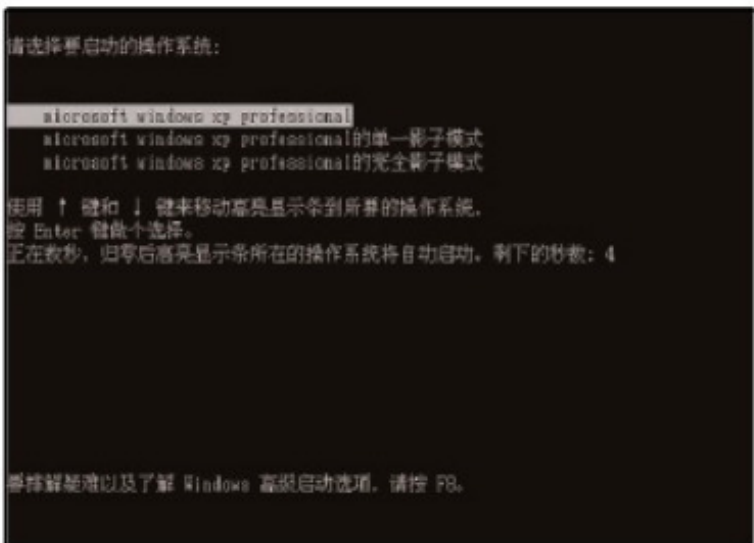 请选择要启动的操作系统:
microsoft windows xp professional
microsoft windows xp professional的单一影子模式
microsoft windows xp professional的完全影子模式
使用 ↑ 键和 ↓ 键来移动高亮显示条到所要的操作系统，
按 Enter 键做个选择。
正在数秒，归零后高亮显示条所在的操作系统将自动启动。剩下的秒数: 4
要排解疑难以及了解 Windows 高级启动选项，请按 F8。